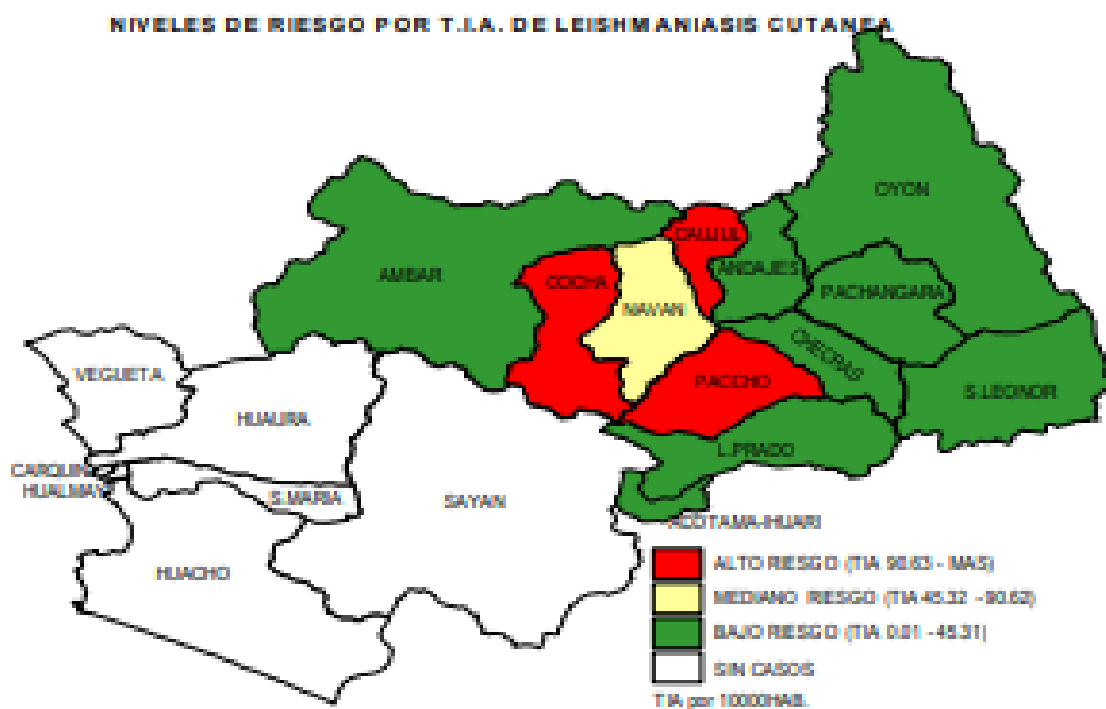 NIVELES DE RIESGO POR T.I.A. DE LEISHMANIASIS CUTANEA
OYON
CAUJUL
ANDAJES
AMBAR
COCHA
PACHANGARA
NAVAN
CHECRAS
VEGUETA
PACCHO
S.LEONOR
HUAURA
L.PRADO
CARQUIN
HUALMAY
S.MARIA
SAYAN
ACOTAMA-IHUARI
HUACHO
ALTO RIESGO (TIA 90.63 - MAS)
MEDIANO RIESGO (TIA 45.32 - 90.62)
BAJO RIESGO (TIA 0.01 - 45.31)
SIN CASOS
TIA por 10000HAB.